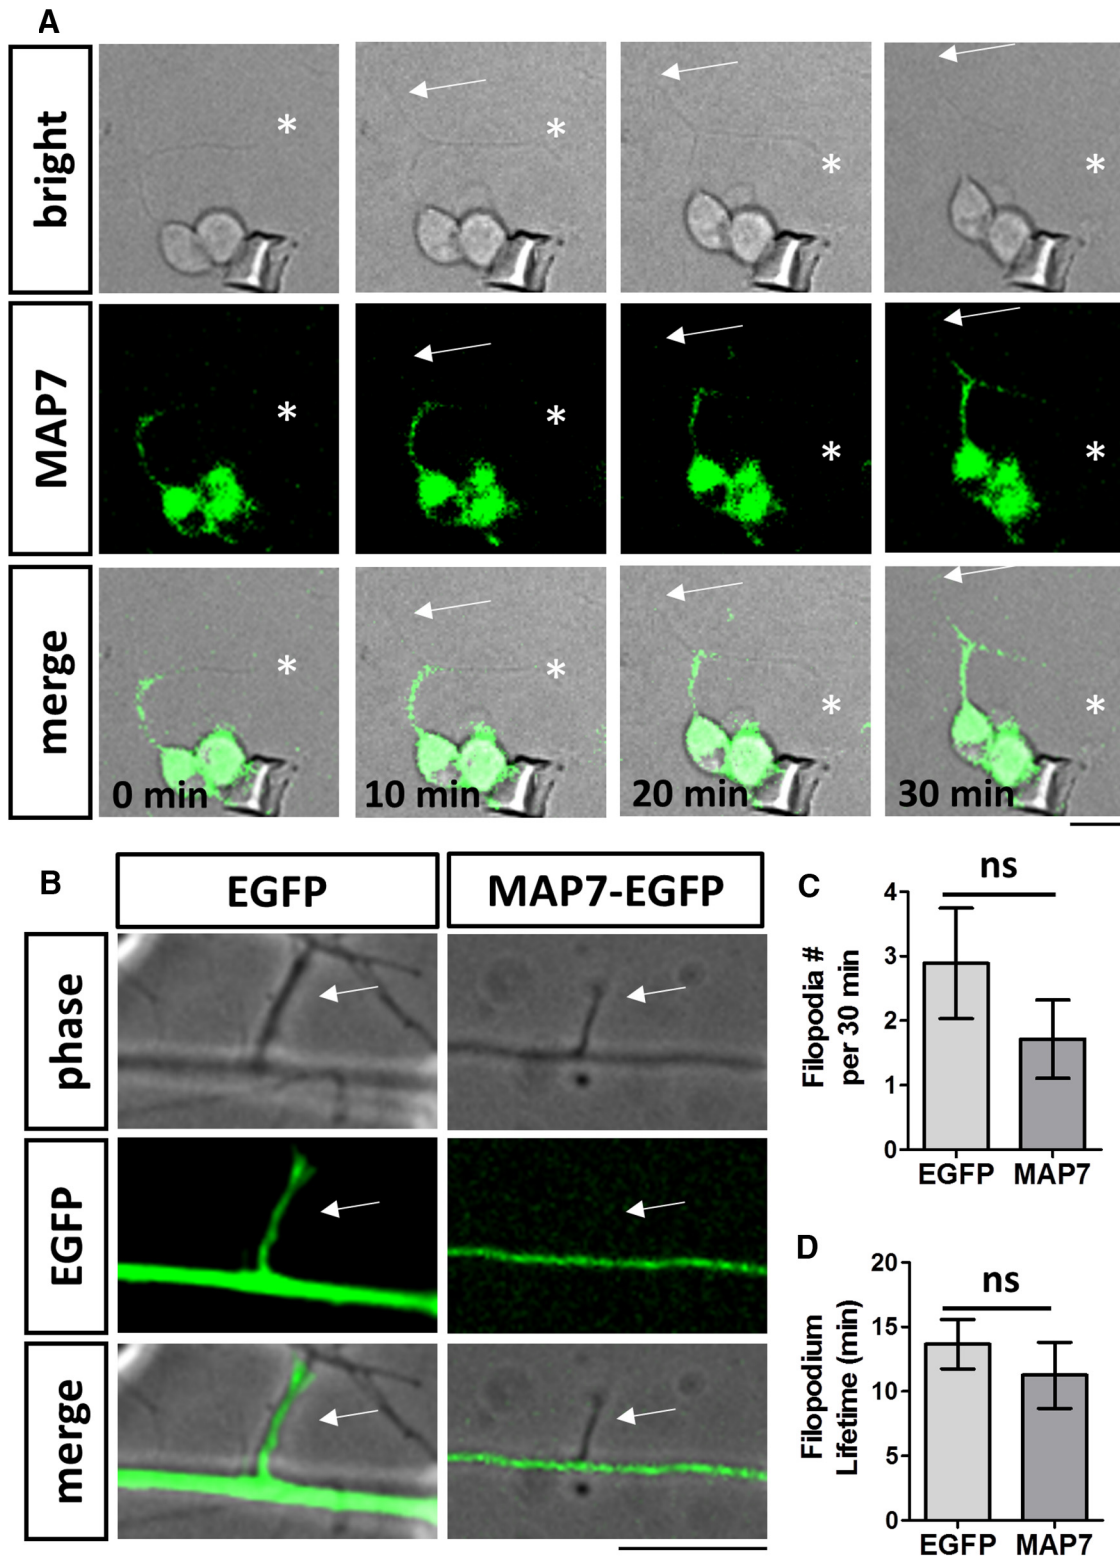 A
bright
*
*
*
*
MAP7
*
*
*
*
merge
*
*
*
*
0 min
10 min
20 min
30 min
B
EGFP
MAP7-EGFP
phase
EGFP
merge
C
ns
Filopodia #
per 30 min
4
3
2
1
0
EGFP
MAP7
D
ns
Filopodium
Lifetime (min)
20
15
10
5
0
EGFP
MAP7